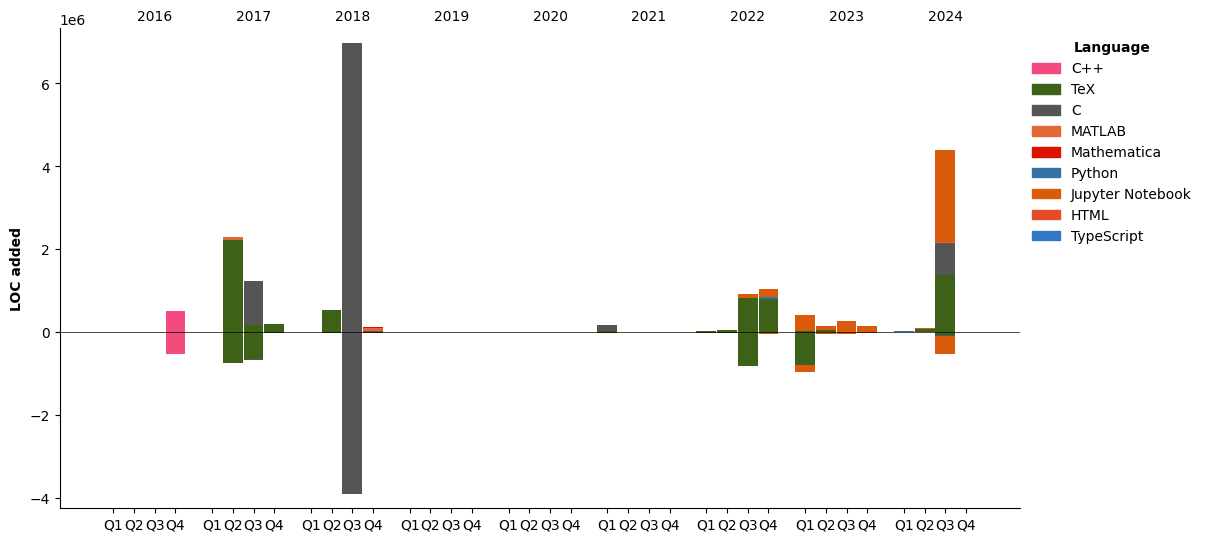 1e6
2016 2017 2018 2019 2020 2021 2022 2023 2024
Language
C++
TeX
C
MATLAB
Mathematica
Python
Jupyter Notebook
HTML
TypeScript
LOC added
6
4
2
0
−2
−4
Q1 Q2 Q3 Q4 Q1 Q2 Q3 Q4 Q1 Q2 Q3 Q4 Q1 Q2 Q3 Q4 Q1 Q2 Q3 Q4 Q1 Q2 Q3 Q4 Q1 Q2 Q3 Q4 Q1 Q2 Q3 Q4 Q1 Q2 Q3 Q4